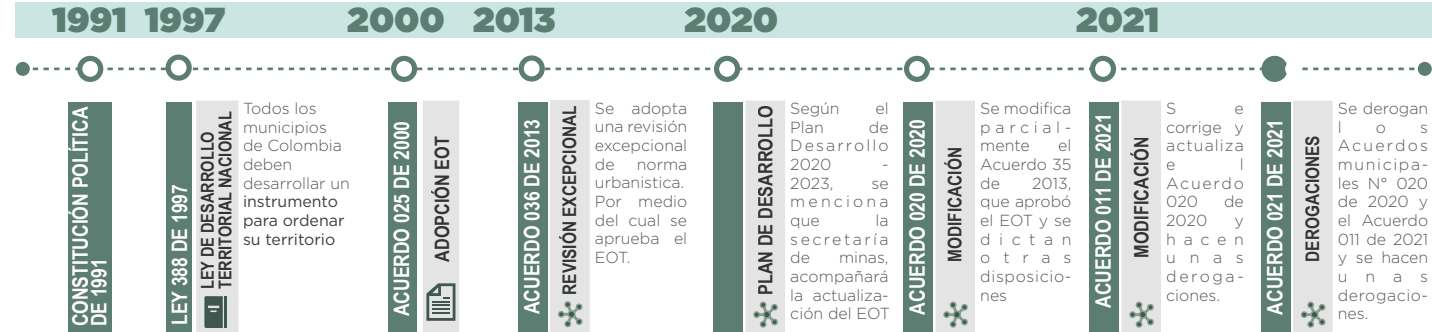 1991 1997 2000 2013 2020 2021
CONSTITUCIÓN POLÍTICA
DE 1991
LEY 388 DE 1997
LEY DE DESARROLLO
TERRITORIAL NACIONAL
Todos los
municipios
de Colombia
deben
desarrollar un
instrumento
para ordenar
su territorio
ACUERDO 025 DE 2000
ADOPCIÓN EOT
ACUERDO 036 DE 2013
REVISIÓN EXCEPCIONAL
Se adopta
una revisión
excepcional
de norma
urbanistica.
Por medio
del cual se
aprueba el
EOT.
PLAN DE DESARROLLO
Según el
Plan de
Desarrollo
2020 -
2023, se
menciona
que la
secretaría
de minas,
acompañará
la actualiza-
ción del EOT
ACUERDO 020 DE 2020
MODIFICACIÓN
Se modifica
parcial-
mente el
Acuerdo 35
de 2013,
que aprobó
el EOT y se
dictan
otras
disposicio-
nes
ACUERDO 011 DE 2021
MODIFICACIÓN
S e
corrige y
actualiza
e l
Acuerdo
020 de
2020 y
hacen
unas
deroga-
ciones.
ACUERDO 021 DE 2021
DEROGACIONES
Se derogan
los
Acuerdos
municipa-
les N° 020
de 2020 y
el Acuerdo
011 de 2021
y se hacen
unas
derogacio-
nes.